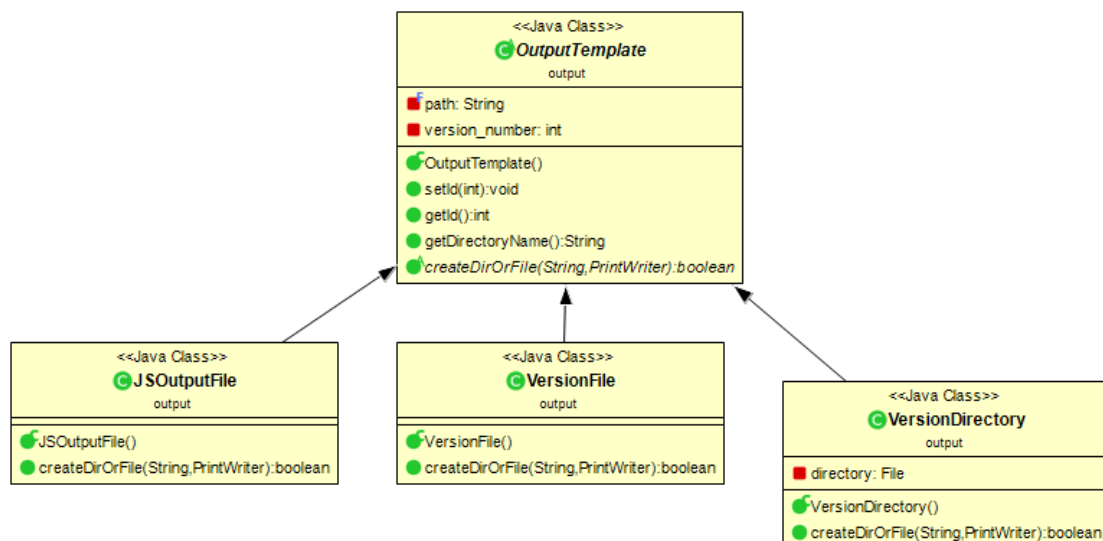 <<Java Class>>
OutputTemplate
output
path: String
version_number: int
OutputTemplate()
setId(int):void
getId():int
getDirectoryName():String
createDirOrFile(String,PrintWriter):boolean
<<Java Class>>
JSOutputFile
output
JSOutputFile()
createDirOrFile(String,PrintWriter):boolean
<<Java Class>>
VersionFile
output
VersionFile()
createDirOrFile(String,PrintWriter):boolean
<<Java Class>>
VersionDirectory
output
directory: File
VersionDirectory()
createDirOrFile(String,PrintWriter):boolean